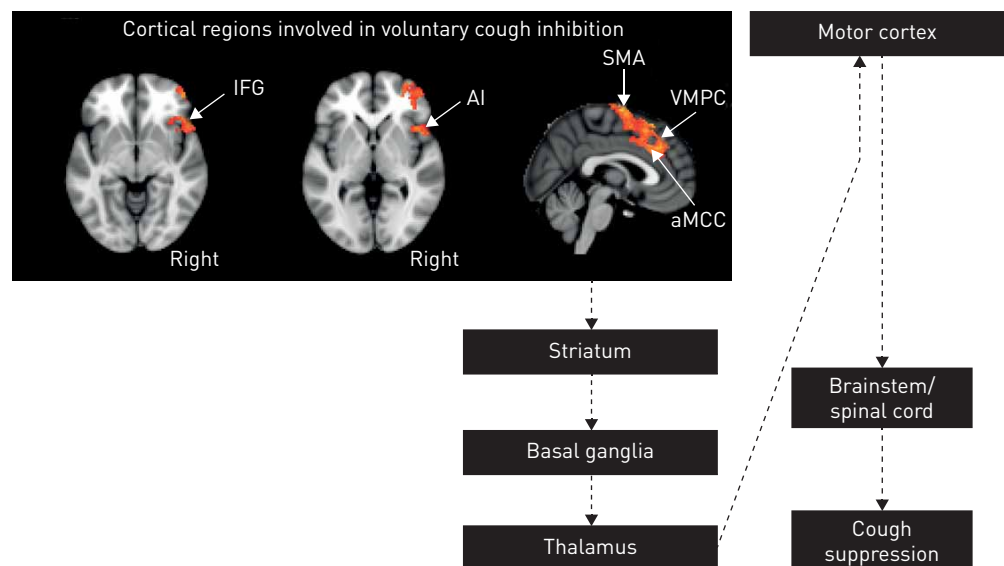 Cortical regions involved in voluntary cough inhibition
IFG
AI
SMA
VMPC
aMCC
Right
Right
Motor cortex
Striatum
Basal ganglia
Thalamus
Brainstem/
spinal cord
Cough
suppression